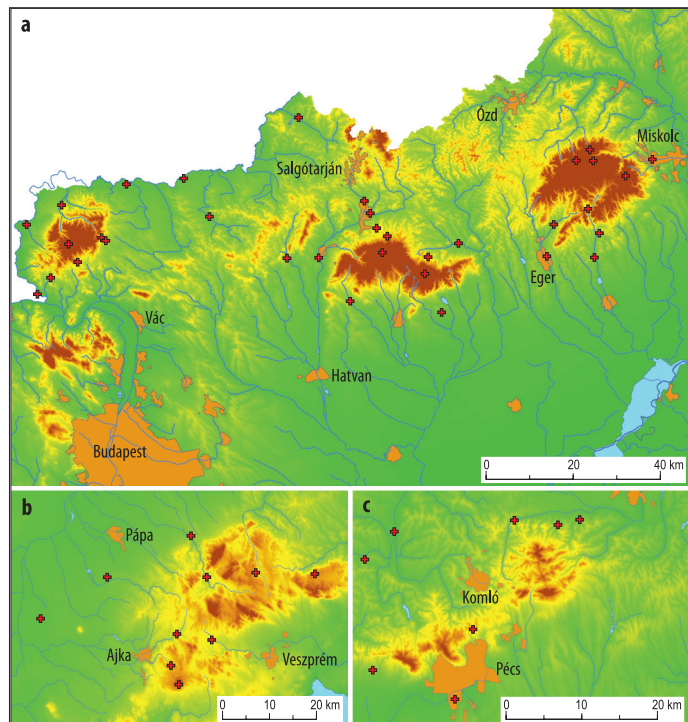 a
Ózd
Miskolc
Salgótarján
Eger
Vác
Hatvan
Budapest
0 20 40 km
b
Pápa
Ajka
Veszprém
0 10 20 km
c
Komló
Pécs
0 10 20 km